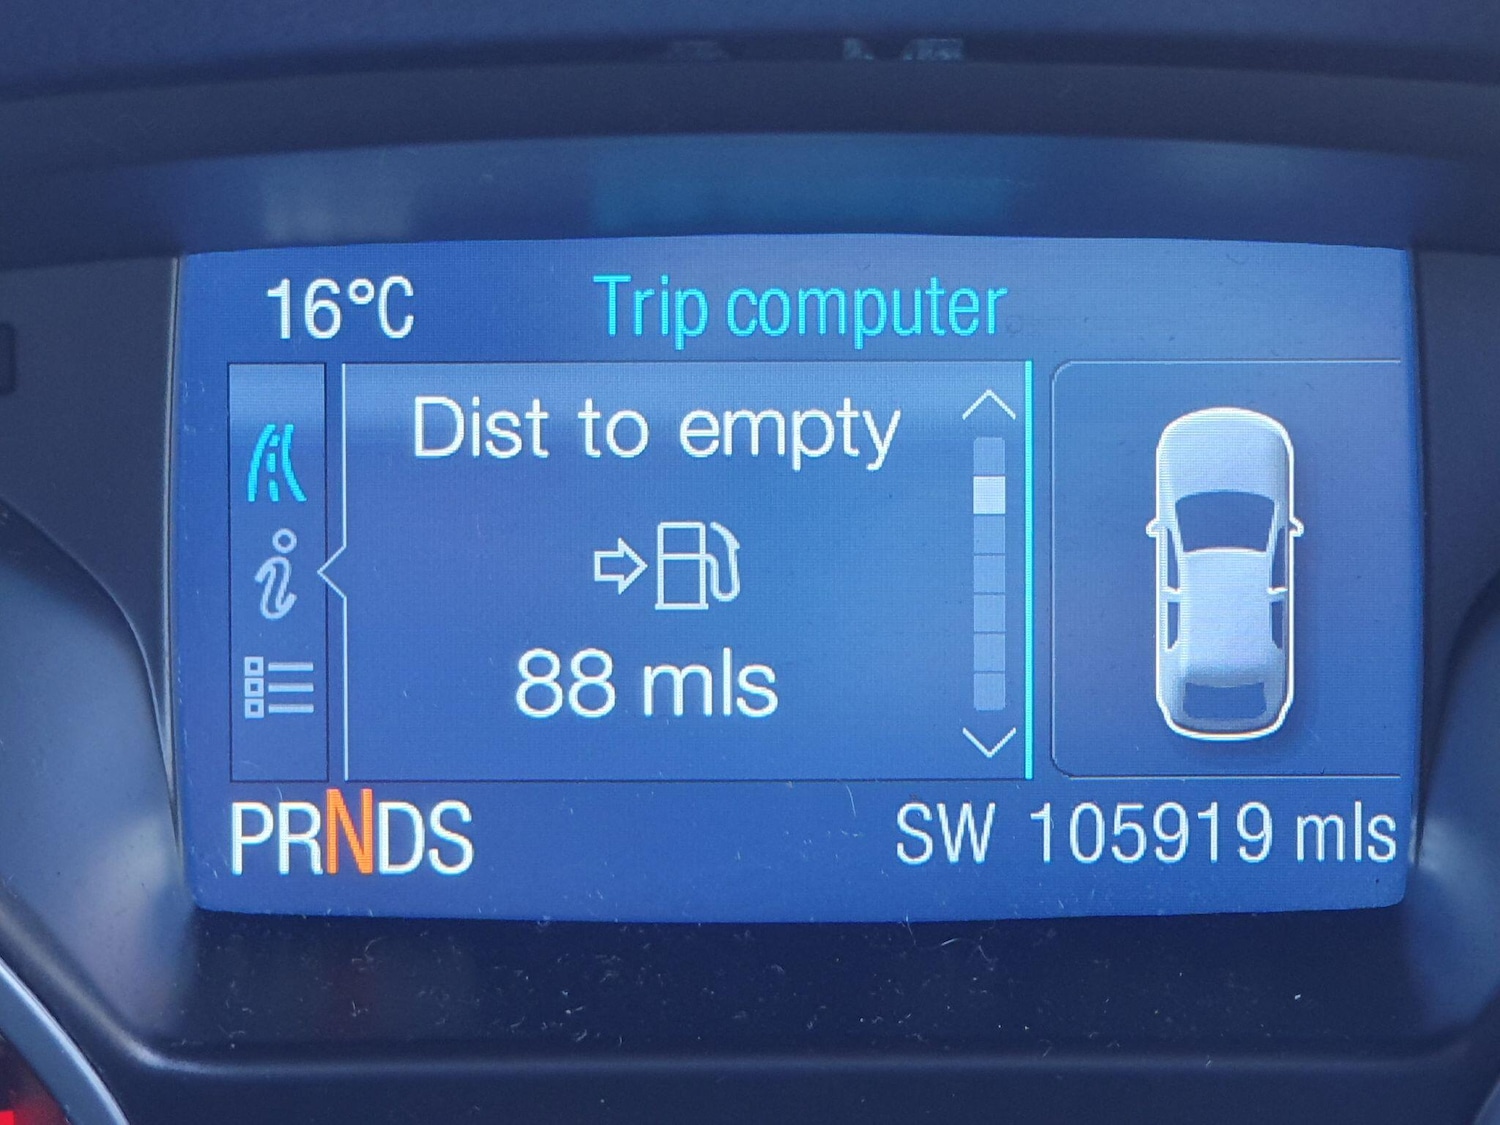 16°C Trip computer
Dist to empty
88 mls
PRNDS SW 105919 mls